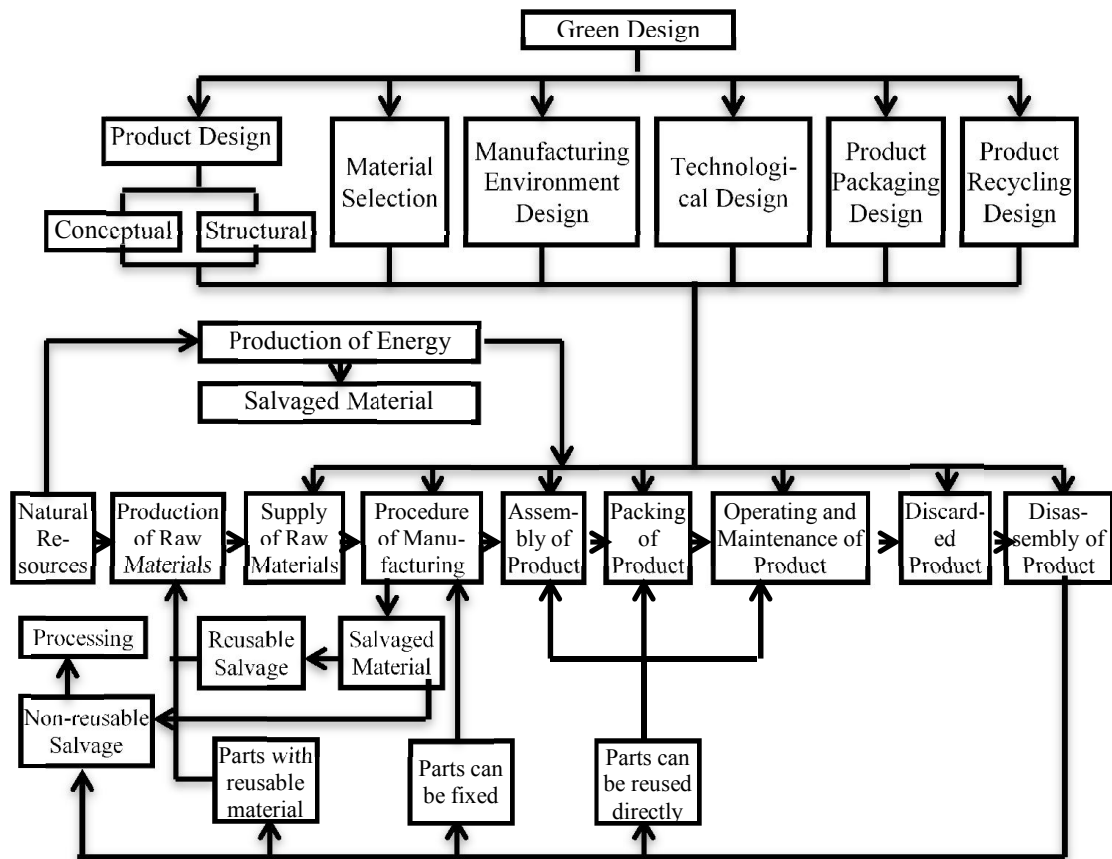 Green Design
Product Design
Conceptual
Structural
Material
Selection
Manufacturing
Environment
Design
Technologi-
cal Design
Product
Packaging
Design
Product
Recycling
Design
Production of Energy
Salvaged Material
Natural
Re-
sources
Production
of Raw
Materials
Supply
of Raw
Materials
Procedure
of Manu-
facturing
Assem-
bly of
Product
Packing
of
Product
Operating and
Maintenance of
Product
Discard-
ed
Product
Disas-
sembly of
Product
Processing
Reusable
Salvage
Salvaged
Material
Non-reusable
Salvage
Parts with
reusable
material
Parts can
be fixed
Parts can
be reused
directly